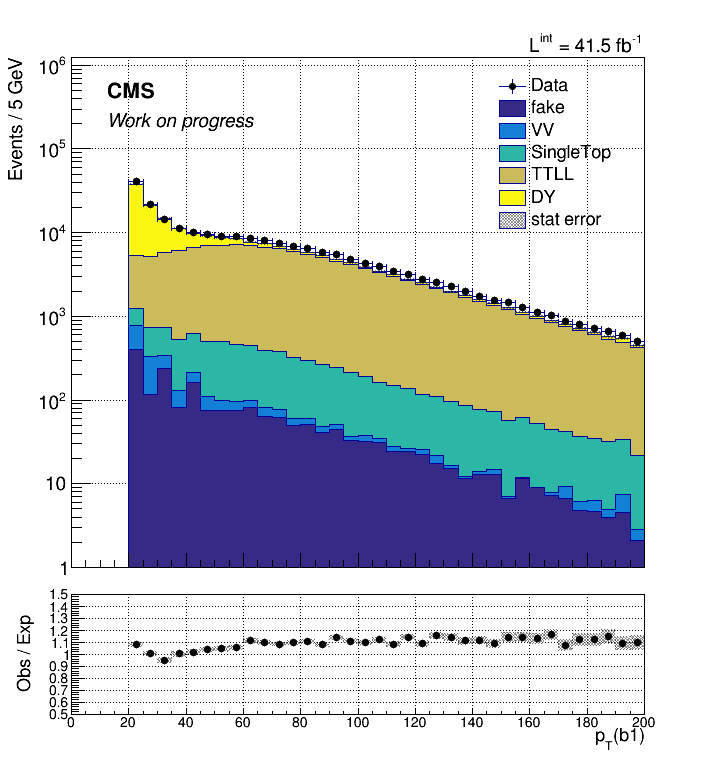 L^int = 41.5 fb^-1
Events / 5 GeV
10^6
10^5
10^4
10^3
10^2
10
1
CMS
Work on progress
Data
fake
VV
SingleTop
TTLL
DY
stat error
Obs / Exp
1.5
1.4
1.3
1.2
1.1
1
0.9
0.8
0.7
0.6
0.5
0 20 40 60 80 100 120 140 160 180 200
p_T(b1)